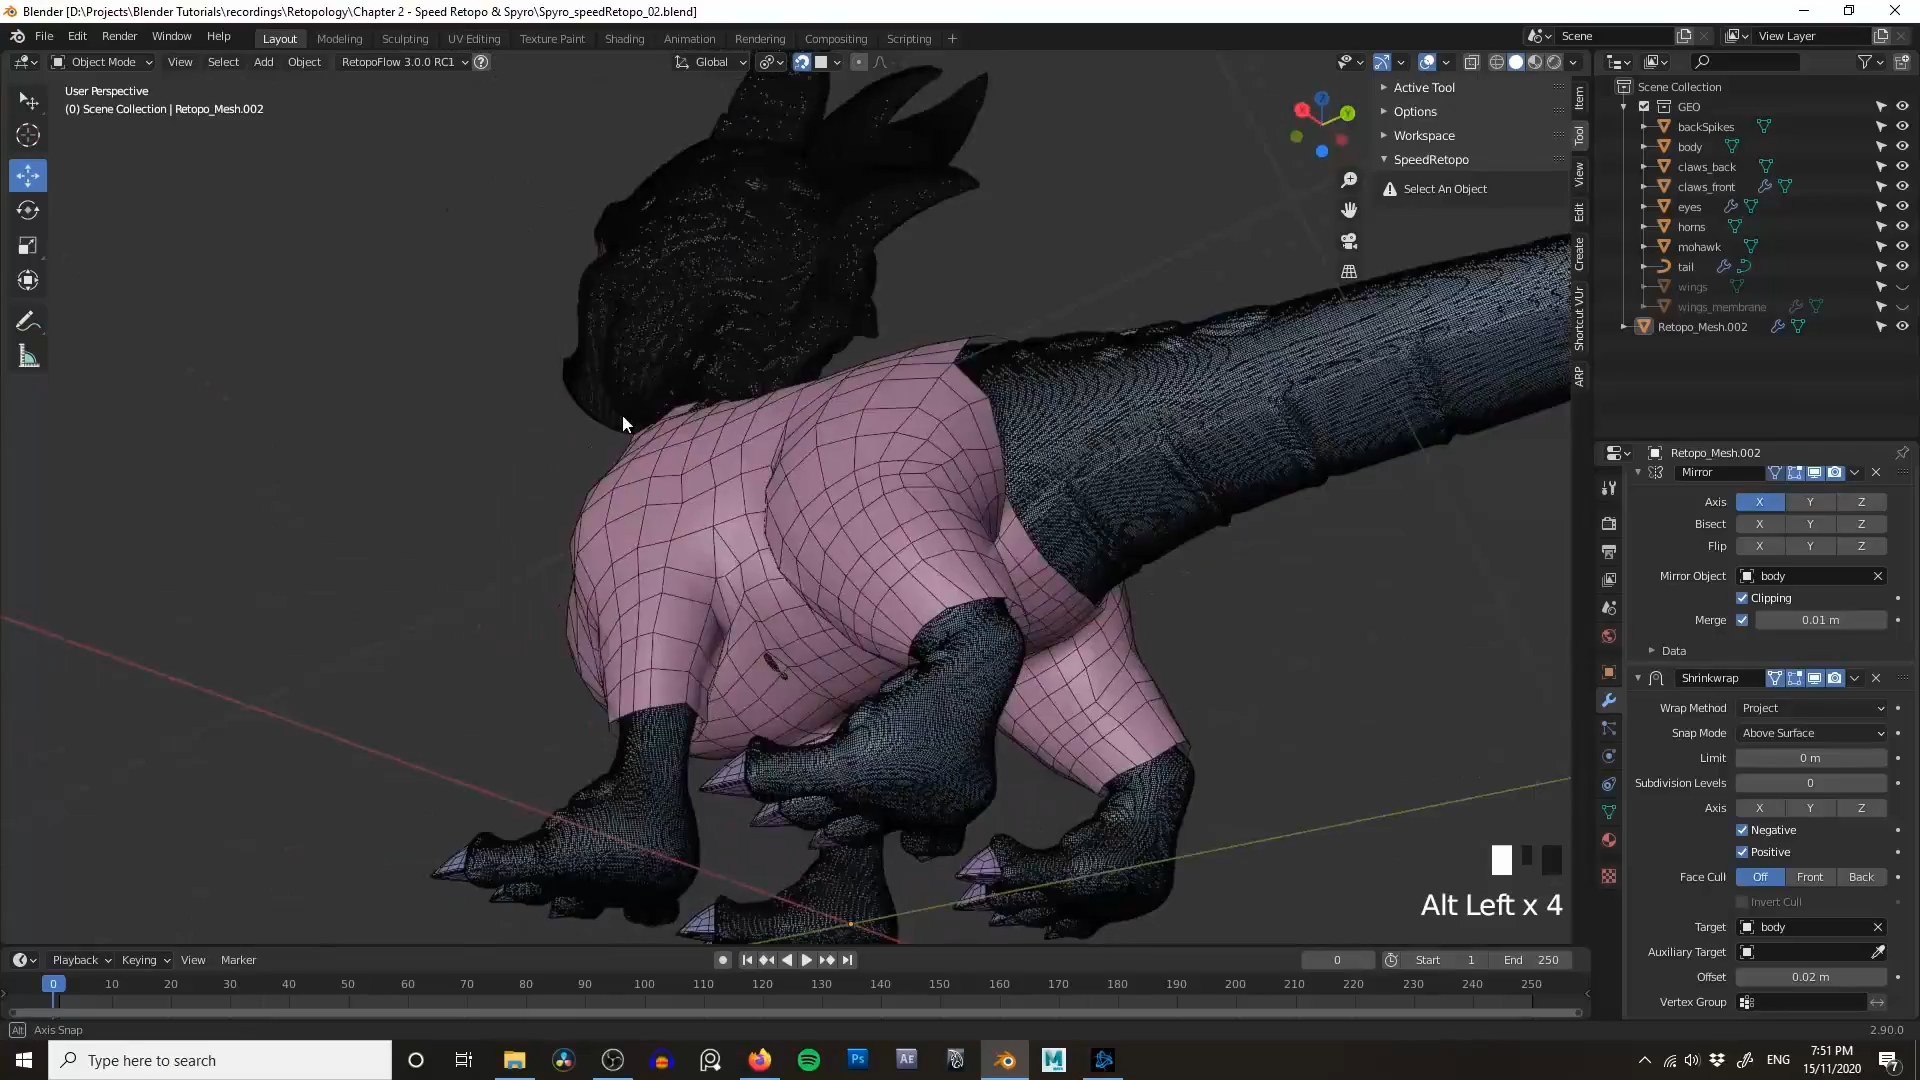 Blender [D:\Projects\Blender Tutorials\recordings\Retopology\Chapter 2 - Speed Retopo & Spyro\Spyro_speedRetopo_02.blend]
File Edit Render Window Help Layout Modeling Sculpting UV Editing Texture Paint Shading Animation Rendering Compositing Scripting + Scene View Layer
Object Mode View Select Add Object RetopoFlow 3.0.0 RC1 Global
User Perspective
(0) Scene Collection | Retopo_Mesh.002
Active Tool
Options
Workspace
SpeedRetopo
Select An Object
Item
Tool
View
Edit
Create
Shortcut VUr
ARP
Scene Collection
GEO
backSpikes
body
claws_back
claws_front
eyes
horns
mohawk
tail
wings
wings_membrane
Retopo_Mesh.002
Retopo_Mesh.002
Mirror
Axis X Y Z
Bisect X Y Z
Flip X Y Z
Mirror Object body
Clipping
Merge 0.01 m
Data
Shrinkwrap
Wrap Method Project
Snap Mode Above Surface
Limit 0 m
Subdivision Levels 0
Axis X Y Z
Negative
Positive
Face Cull Off Front Back
Invert Cull
Target body
Auxiliary Target
Offset 0.02 m
Vertex Group
Alt Left x 4
Playback Keying View Marker 0 Start 1 End 250
0 10 20 30 40 50 60 70 80 90 100 110 120 130 140 150 160 170 180 190 200 210 220 230 240 250
Alt Axis Snap 2.90.0
Type here to search
Ps Ae M
ENG
7:51 PM
15/11/2020
7